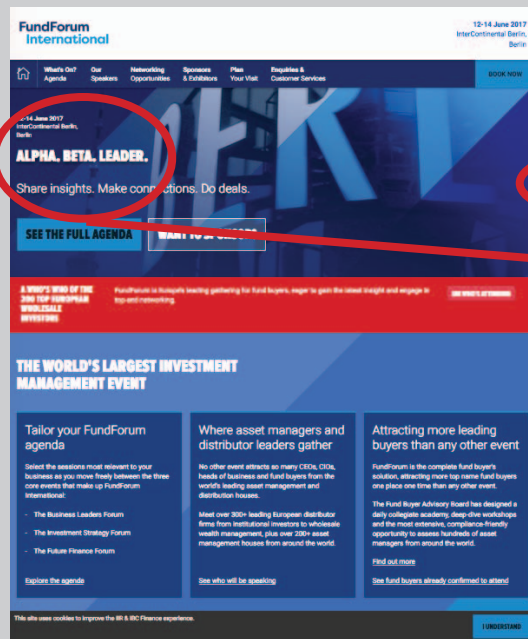 FundForum
International
12-14 June 2017
InterContinental Berlin,
Berlin
What's On?
Agenda
Our
Speakers
Networking
Opportunities
Sponsors
& Exhibitors
Plan
Your Visit
Enquiries &
Customer Services
BOOK NOW
12-14 June 2017
InterContinental Berlin,
Berlin
ALPHA. BETA. LEADER.
Share insights. Make connections. Do deals.
SEE THE FULL AGENDA
WANT TO SPONSOR?
A WHO'S WHO OF THE
300 TOP EUROPEAN
WHOLESALE
INVESTORS
FundForum is Europe's leading gathering for fund buyers, eager to gain the latest insight and engage in
top end networking.
SEE WHO'S ATTENDING
THE WORLD'S LARGEST INVESTMENT
MANAGEMENT EVENT
Tailor your FundForum
agenda
Select the sessions most relevant to your
business as you move freely between the three
core events that make up FundForum
International:
- The Business Leaders Forum
- The Investment Strategy Forum
- The Future Finance Forum
Explore the agenda
Where asset managers and
distributor leaders gather
No other event attracts so many CEOs, CIOs,
heads of business and fund buyers from the
world's leading asset management and
distribution houses.
Meet over 300+ leading European distributor
firms from institutional investors to wholesale
wealth management, plus over 200+ asset
management houses from around the world.
See who will be speaking
Attracting more leading
buyers than any other event
FundForum is the complete fund buyer's
solution, attracting more top name fund buyers
one place one time than any other event.
The Fund Buyer Advisory Board has designed a
daily collegiate academy, deep-dive workshops
and the most extensive, compliance-friendly
opportunity to assess hundreds of asset
managers from around the world.
Find out more
See fund buyers already confirmed to attend
This site uses cookies to improve the IIR & IBC Finance experience.
I UNDERSTAND